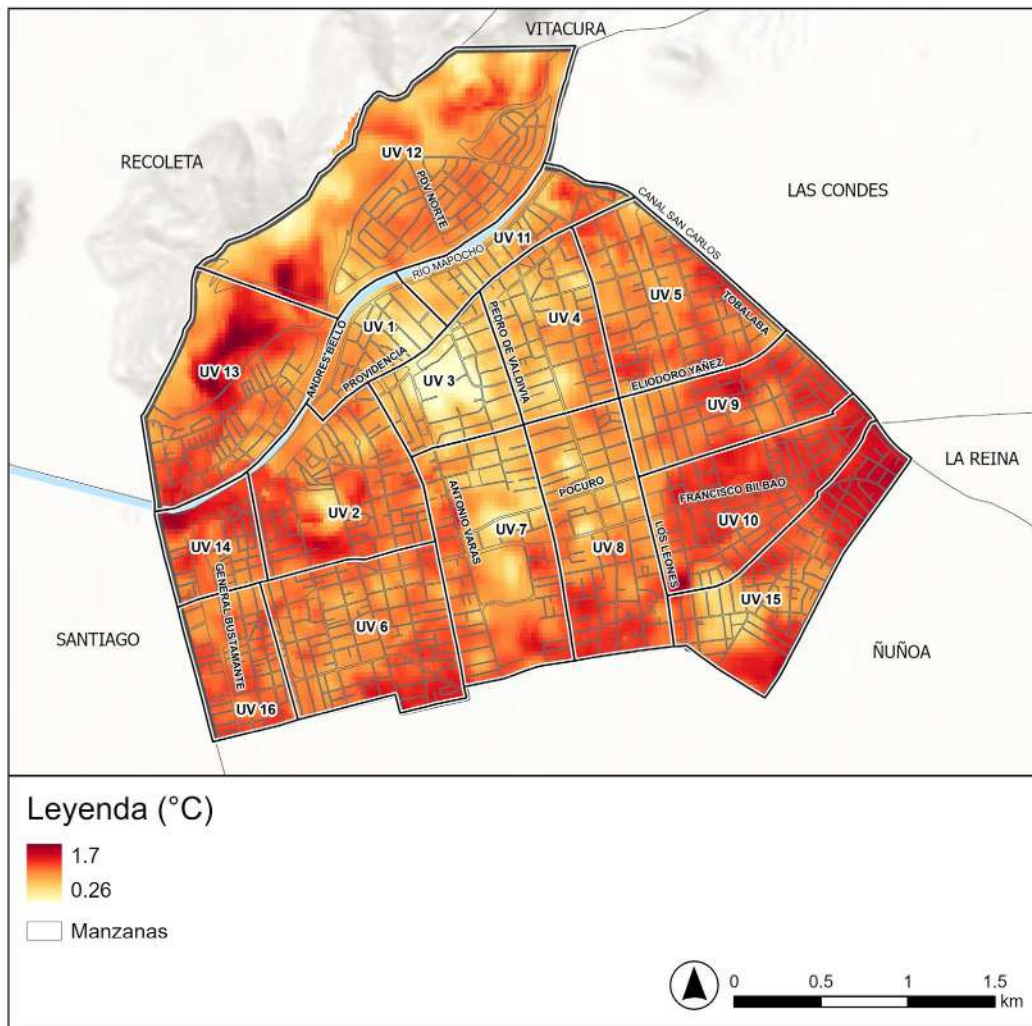 VITACURA
RECOLETA
UV 12
PDV NORTE
LAS CONDES
CANAL SAN CARLOS
UV 11
RIO MAPOCHO
UV 5
TOBALABA
UV 1
PEDRO DE VALDIVIA
UV 4
ANDRES BELLO
PROVIDENCIA
UV 13
UV 3
ELIODORO YAÑEZ
UV 9
LA REINA
ANTONIO VARAS
POCURO
FRANCISCO BILBAO
UV 2
UV 7
UV 10
UV 14
UV 8
LOS LEONES
GENERAL BUSTAMANTE
UV 6
UV 15
SANTIAGO
ÑUÑOA
UV 16
Leyenda (°C)
1.7
0.26
Manzanas
0 0.5 1 1.5
km